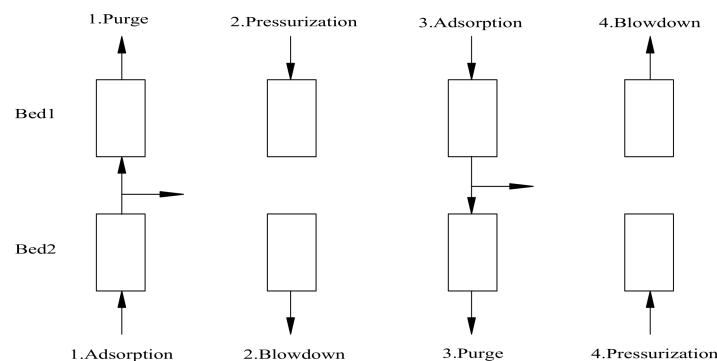 1.Purge 2.Pressurization 3.Adsorption 4.Blowdown
Bed1
Bed2
1.Adsorption 2.Blowdown 3.Purge 4.Pressurization